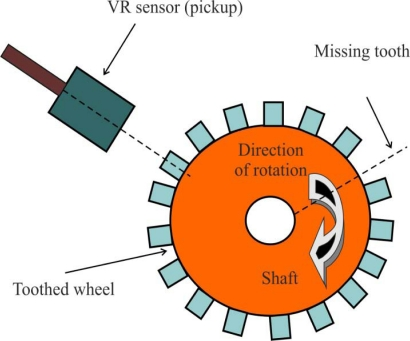 VR sensor (pickup)
Missing tooth
Direction
of rotation
Shaft
Toothed wheel